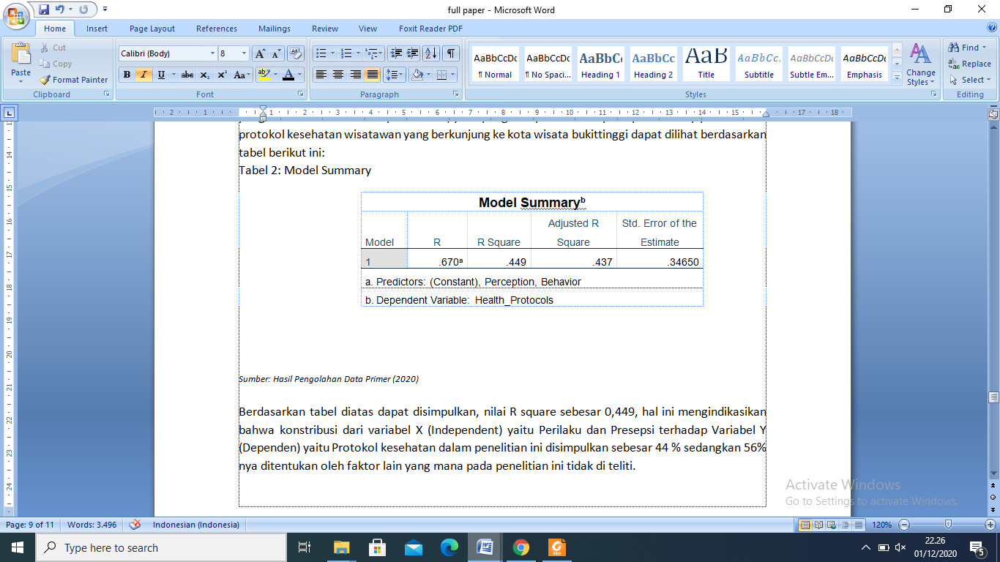 full paper - Microsoft Word
Home Insert Page Layout References Mailings Review View Foxit Reader PDF
Paste
Cut
Copy
Format Painter
Clipboard
Calibri (Body) 8
Font
Paragraph
AaBbCcDc AaBbCcDc AaBbC AaBbCc AaB AaBbCc. AaBbCcDc AaBbCcDc
¶ Normal ¶ No Spaci... Heading 1 Heading 2 Title Subtitle Subtle Em... Emphasis
Change Styles
Styles
Find
Replace
Select
Editing
protokol kesehatan wisatawan yang berkunjung ke kota wisata bukittinggi dapat dilihat berdasarkan
tabel berikut ini:
Tabel 2: Model Summary
Model Summaryᵇ
Model R R Square Adjusted R Square Std. Error of the Estimate
1 .670ᵃ .449 .437 .34650
a. Predictors: (Constant), Perception, Behavior
b. Dependent Variable: Health_Protocols
Sumber: Hasil Pengolahan Data Primer (2020)
Berdasarkan tabel diatas dapat disimpulkan, nilai R square sebesar 0,449, hal ini mengindikasikan
bahwa konstribusi dari variabel X (Independent) yaitu Perilaku dan Presepsi terhadap Variabel Y
(Dependen) yaitu Protokol kesehatan dalam penelitian ini disimpulkan sebesar 44 % sedangkan 56%
nya ditentukan oleh faktor lain yang mana pada penelitian ini tidak di teliti.
Activate Windows
Go to Settings to activate Windows.
Page: 9 of 11 Words: 3.496 Indonesian (Indonesia) 120%
Type here to search
22.26
01/12/2020
5